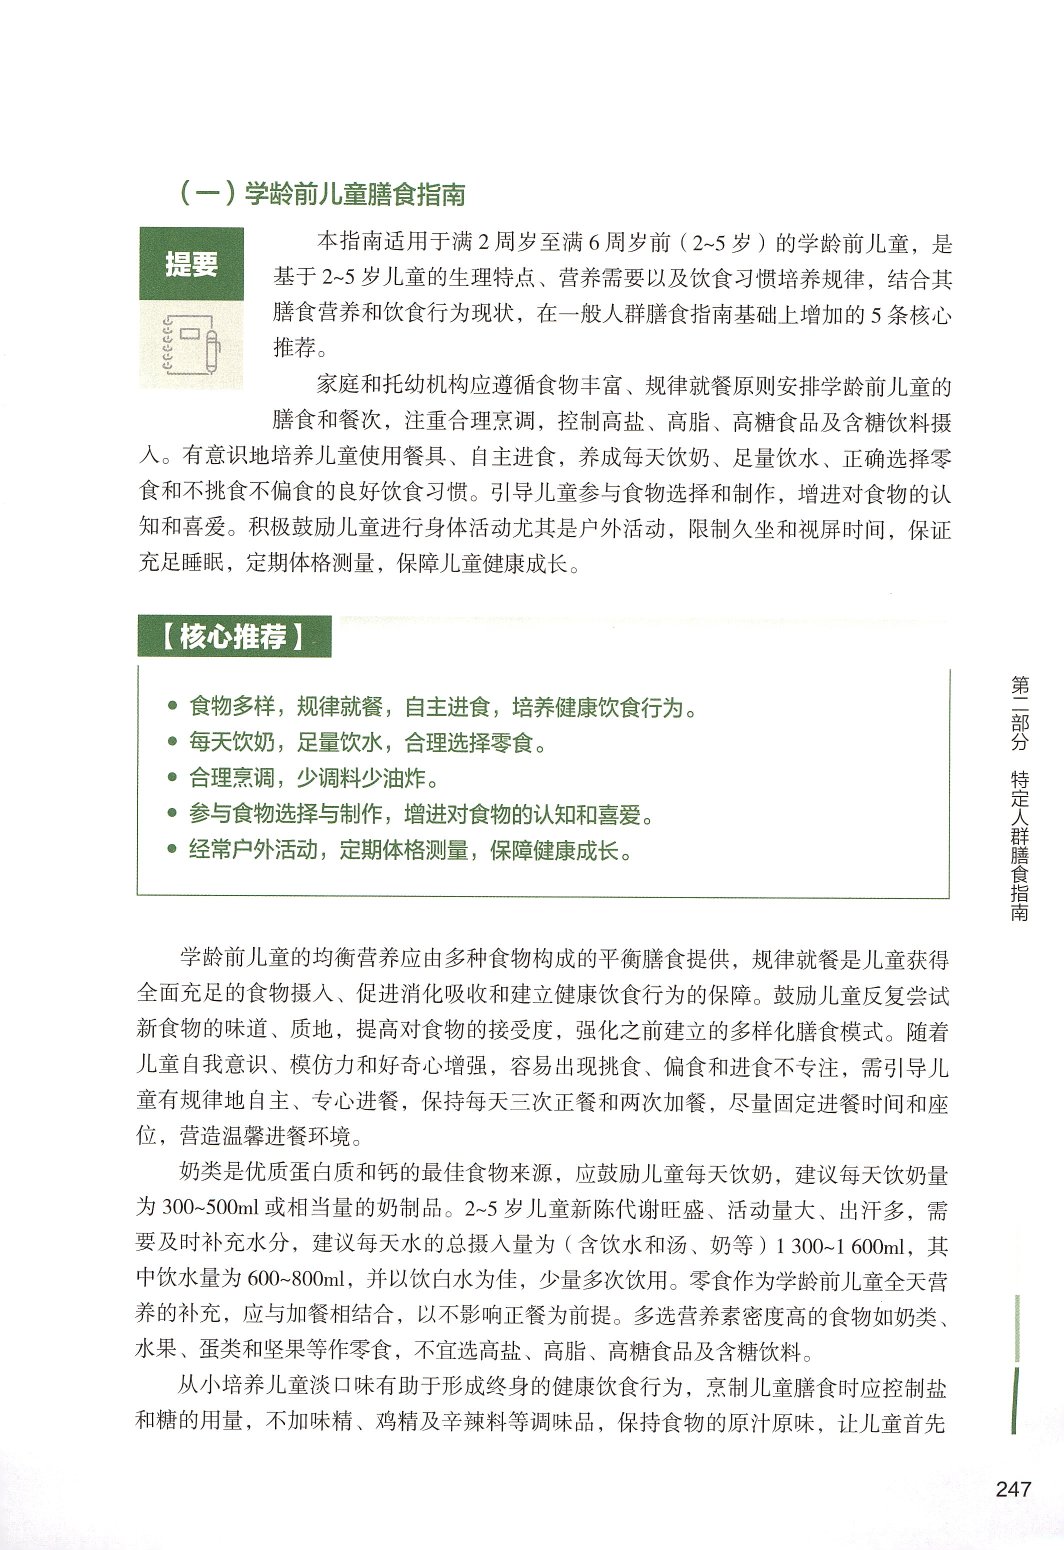 （一）学龄前儿童膳食指南
提要
本指南适用于满2周岁至满6周岁前（2~5岁）的学龄前儿童，是
基于2~5岁儿童的生理特点、营养需要以及饮食习惯培养规律，结合其
膳食营养和饮食行为现状，在一般人群膳食指南基础上增加的5条核心
推荐。
家庭和托幼机构应遵循食物丰富、规律就餐原则安排学龄前儿童的
膳食和餐次，注重合理烹调，控制高盐、高脂、高糖食品及含糖饮料摄
入。有意识地培养儿童使用餐具、自主进食，养成每天饮奶、足量饮水、正确选择零
食和不挑食不偏食的良好饮食习惯。引导儿童参与食物选择和制作，增进对食物的认
知和喜爱。积极鼓励儿童进行身体活动尤其是户外活动，限制久坐和视屏时间，保证
充足睡眠，定期体格测量，保障儿童健康成长。
【核心推荐】
• 食物多样，规律就餐，自主进食，培养健康饮食行为。
• 每天饮奶，足量饮水，合理选择零食。
• 合理烹调，少调料少油炸。
• 参与食物选择与制作，增进对食物的认知和喜爱。
• 经常户外活动，定期体格测量，保障健康成长。
学龄前儿童的均衡营养应由多种食物构成的平衡膳食提供，规律就餐是儿童获得
全面充足的食物摄入、促进消化吸收和建立健康饮食行为的保障。鼓励儿童反复尝试
新食物的味道、质地，提高对食物的接受度，强化之前建立的多样化膳食模式。随着
儿童自我意识、模仿力和好奇心增强，容易出现挑食、偏食和进食不专注，需引导儿
童有规律地自主、专心进餐，保持每天三次正餐和两次加餐，尽量固定进餐时间和座
位，营造温馨进餐环境。
奶类是优质蛋白质和钙的最佳食物来源，应鼓励儿童每天饮奶，建议每天饮奶量
为300~500ml或相当量的奶制品。2~5岁儿童新陈代谢旺盛、活动量大、出汗多，需
要及时补充水分，建议每天水的总摄入量为（含饮水和汤、奶等）1 300~1 600ml，其
中饮水量为600~800ml，并以饮白水为佳，少量多次饮用。零食作为学龄前儿童全天营
养的补充，应与加餐相结合，以不影响正餐为前提。多选营养素密度高的食物如奶类、
水果、蛋类和坚果等作零食，不宜选高盐、高脂、高糖食品及含糖饮料。
从小培养儿童淡口味有助于形成终身的健康饮食行为，烹制儿童膳食时应控制盐
和糖的用量，不加味精、鸡精及辛辣料等调味品，保持食物的原汁原味，让儿童首先
第二部分 特定人群膳食指南
247